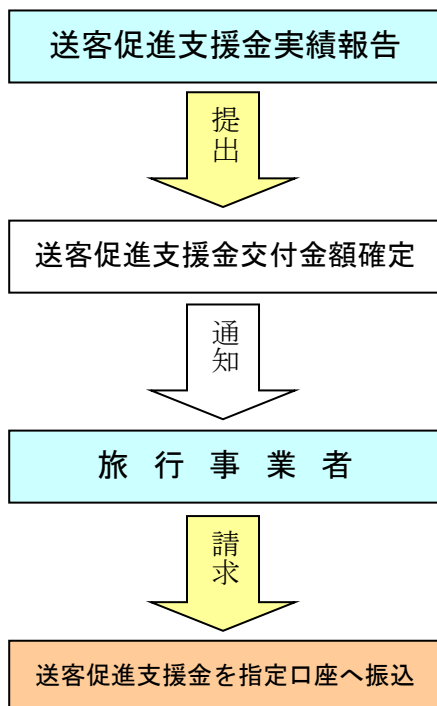 送客促進支援金実績報告
提出
送客促進支援金交付金額確定
通知
旅行事業者
請求
送客促進支援金を指定口座へ振込